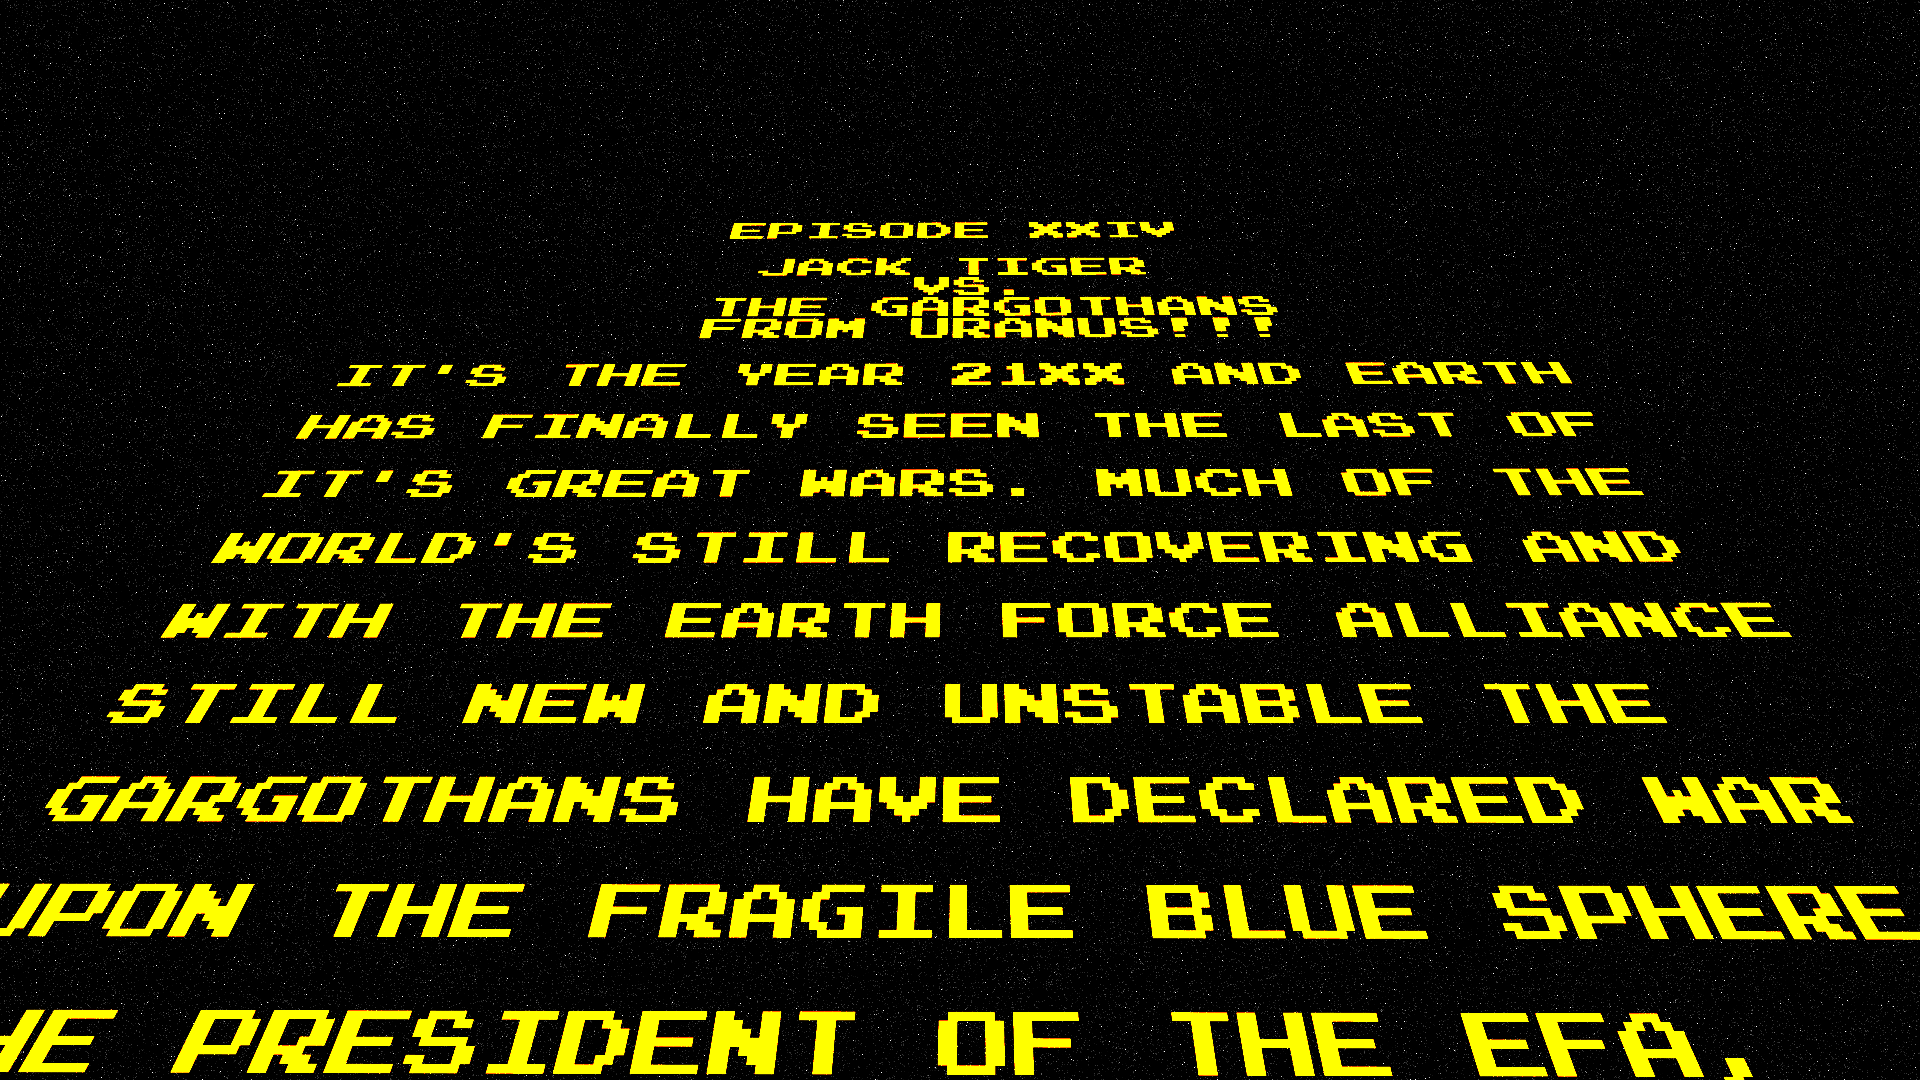 EPISODE XXIV
JACK TIGER
VS.
THE GARGOTHANS
FROM URANUS!!!
IT'S THE YEAR 21XX AND EARTH
HAS FINALLY SEEN THE LAST OF
IT'S GREAT WARS. MUCH OF THE
WORLD'S STILL RECOVERING AND
WITH THE EARTH FORCE ALLIANCE
STILL NEW AND UNSTABLE THE
GARGOTHANS HAVE DECLARED WAR
UPON THE FRAGILE BLUE SPHERE
HE PRESIDENT OF THE EFA,